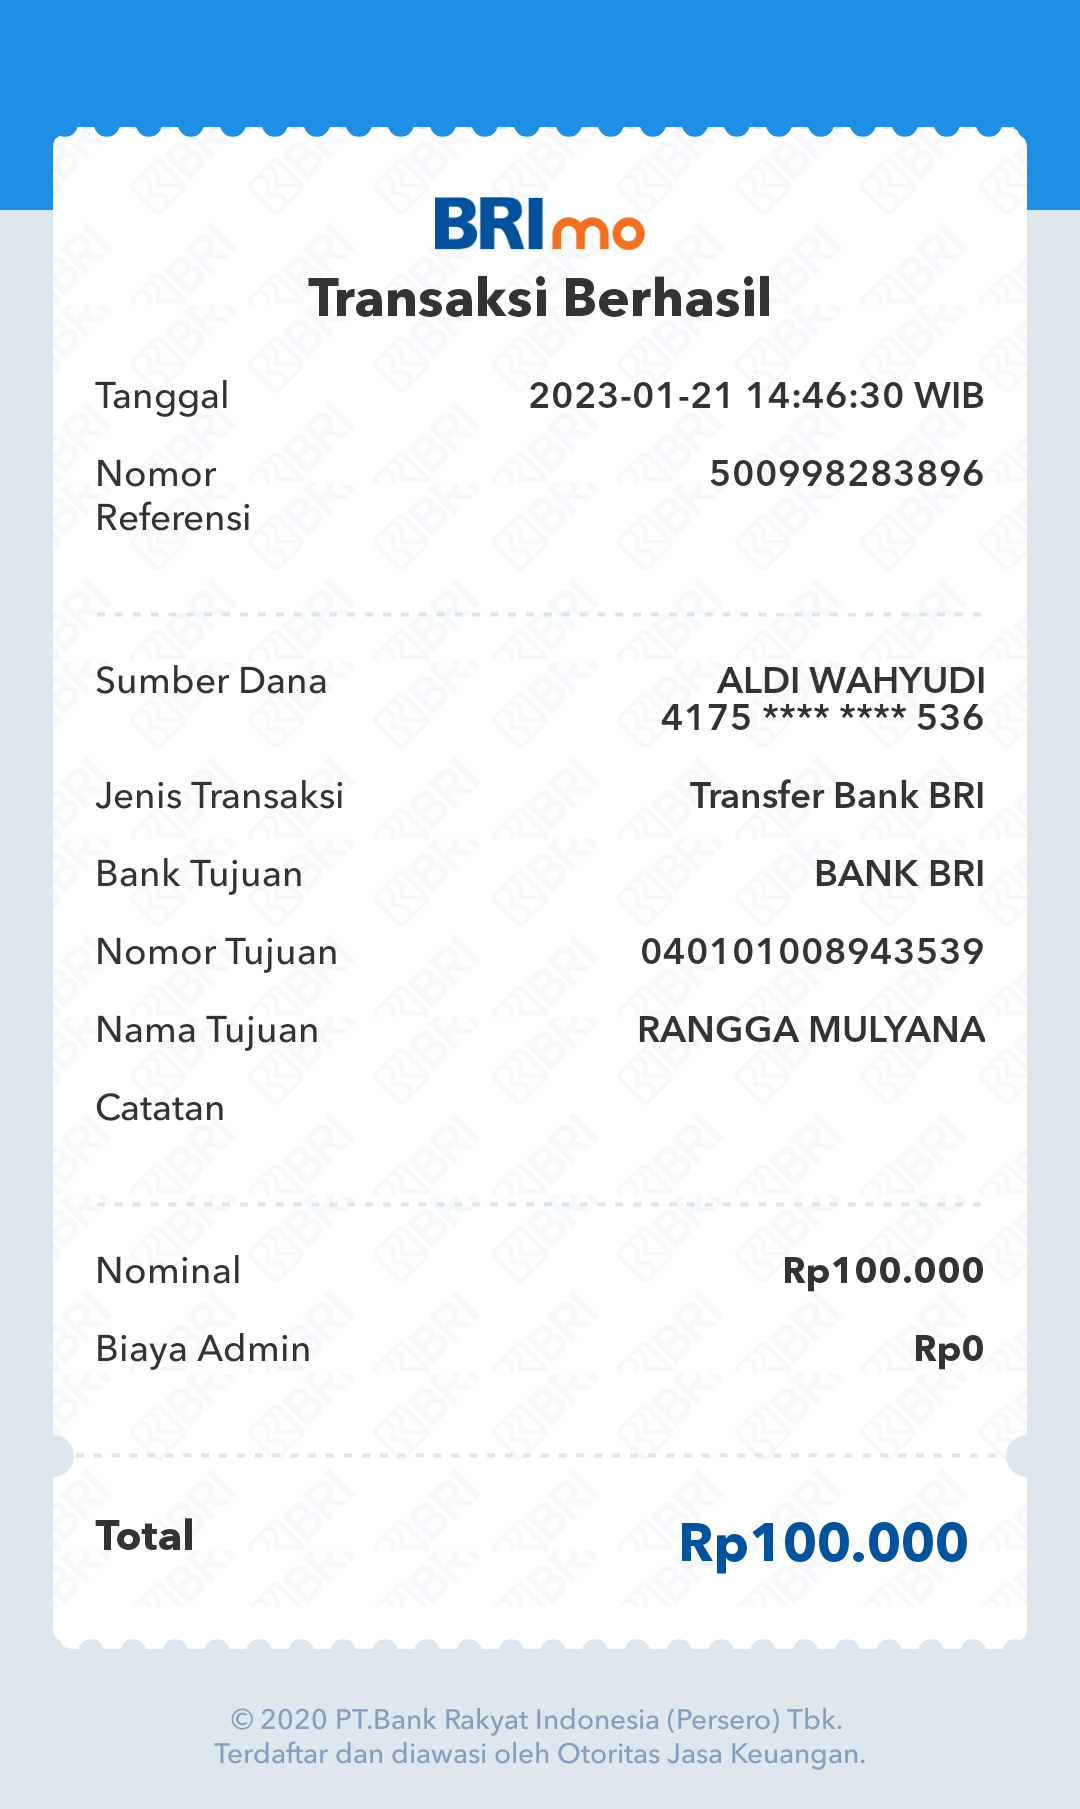 BRImo
Transaksi Berhasil
Tanggal 2023-01-21 14:46:30 WIB
Nomor Referensi 500998283896
Sumber Dana ALDI WAHYUDI
4175 **** **** 536
Jenis Transaksi Transfer Bank BRI
Bank Tujuan BANK BRI
Nomor Tujuan 040101008943539
Nama Tujuan RANGGA MULYANA
Catatan
Nominal Rp100.000
Biaya Admin Rp0
Total Rp100.000
© 2020 PT.Bank Rakyat Indonesia (Persero) Tbk.
Terdaftar dan diawasi oleh Otoritas Jasa Keuangan.